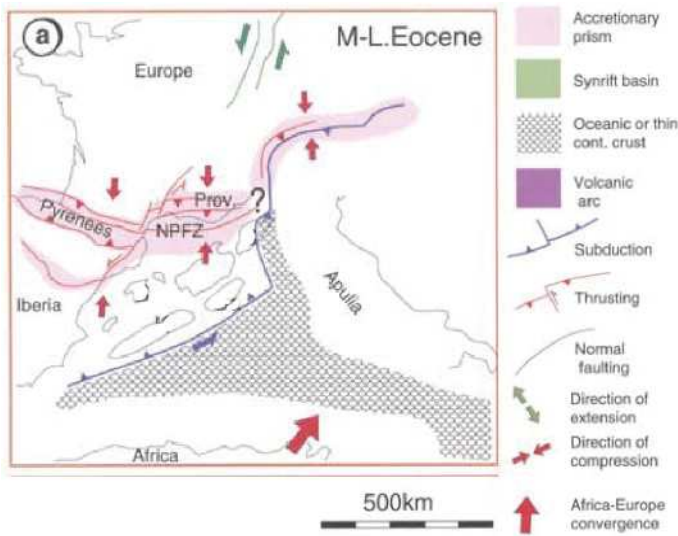 a
M-L.Eocene
Europe
Pyrenees
Prov.
?
NPFZ
Iberia
Apulia
Africa
500km
Accretionary
prism
Synrift basin
Oceanic or thin
cont. crust
Volcanic
arc
Subduction
Thrusting
Normal
faulting
Direction of
extension
Direction of
compression
Africa-Europe
convergence